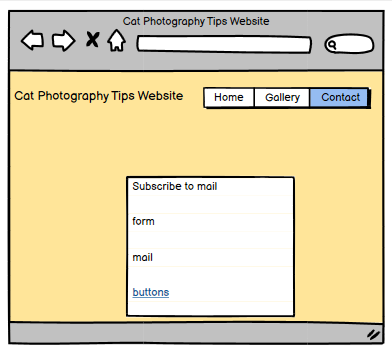 Cat Photography Tips Website
Cat Photography Tips Website
Home Gallery Contact
Subscribe to mail
form
mail
buttons